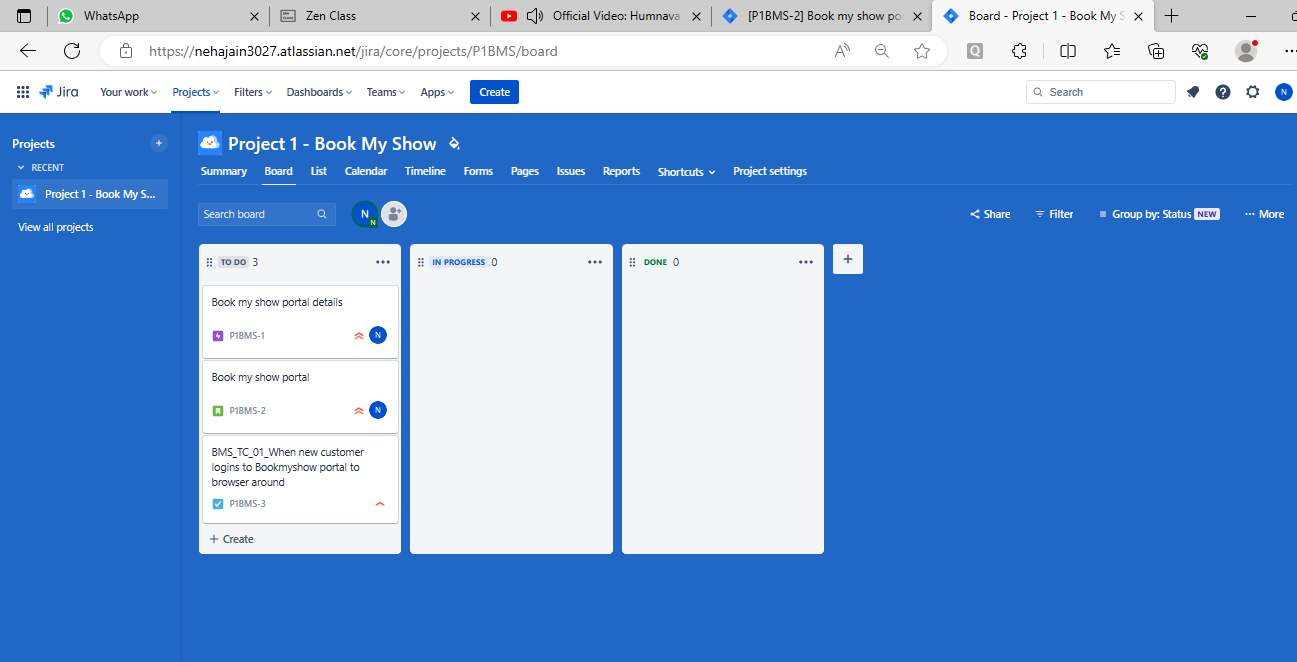 WhatsApp
Zen Class
Official Video: Humnava
[P1BMS-2] Book my show po
Board - Project 1 - Book My S
https://nehajain3027.atlassian.net/jira/core/projects/P1BMS/board
Jira
Your work
Projects
Filters
Dashboards
Teams
Apps
Create
Search
N
Projects
RECENT
Project 1 - Book My S...
View all projects
Project 1 - Book My Show
Summary
Board
List
Calendar
Timeline
Forms
Pages
Issues
Reports
Shortcuts
Project settings
Search board
N
N
Share
Filter
Group by: Status NEW
More
TO DO 3
Book my show portal details
P1BMS-1
N
Book my show portal
P1BMS-2
N
BMS_TC_01_When new customer
logins to Bookmyshow portal to
browser around
P1BMS-3
+ Create
IN PROGRESS 0
DONE 0